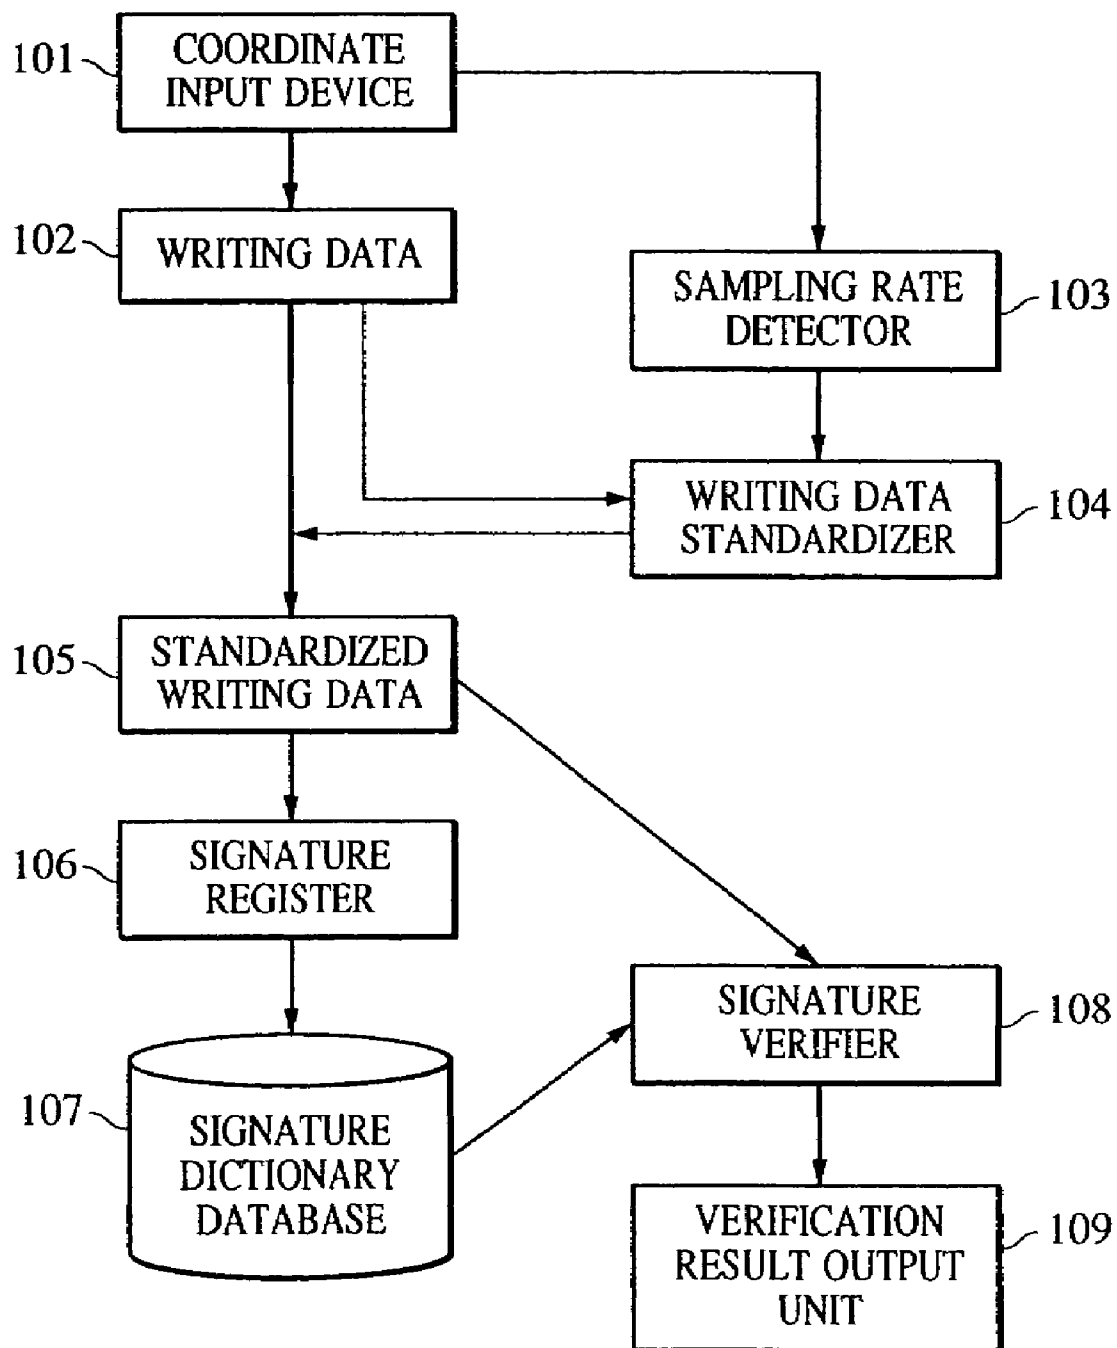 101
COORDINATE
INPUT DEVICE
102
WRITING DATA
SAMPLING RATE
DETECTOR
103
WRITING DATA
STANDARDIZER
104
105
STANDARDIZED
WRITING DATA
106
SIGNATURE
REGISTER
107
SIGNATURE
DICTIONARY
DATABASE
SIGNATURE
VERIFIER
108
VERIFICATION
RESULT OUTPUT
UNIT
109